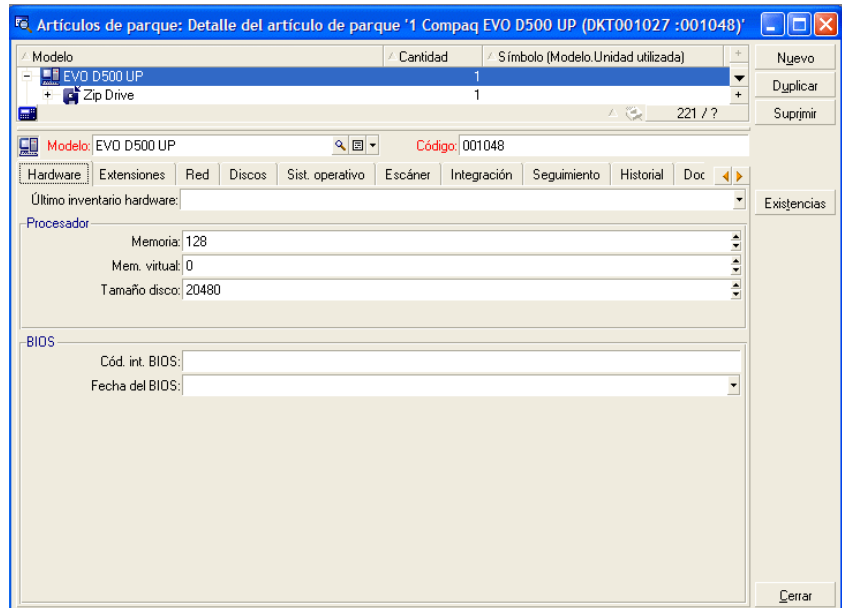 Artículos de parque: Detalle del artículo de parque '1 Compaq EVO D500 UP (DKT001027 :001048)'
Modelo Cantidad Símbolo (Modelo.Unidad utilizada)
EVO D500 UP 1
Zip Drive 1
221 / ?
Nuevo
Duplicar
Suprimir
Modelo: EVO D500 UP Código: 001048
Hardware Extensiones Red Discos Sist. operativo Escáner Integración Seguimiento Historial Doc
Último inventario hardware:
Existencias
Procesador
Memoria: 128
Mem. virtual: 0
Tamaño disco: 20480
BIOS
Cód. int. BIOS:
Fecha del BIOS:
Cerrar